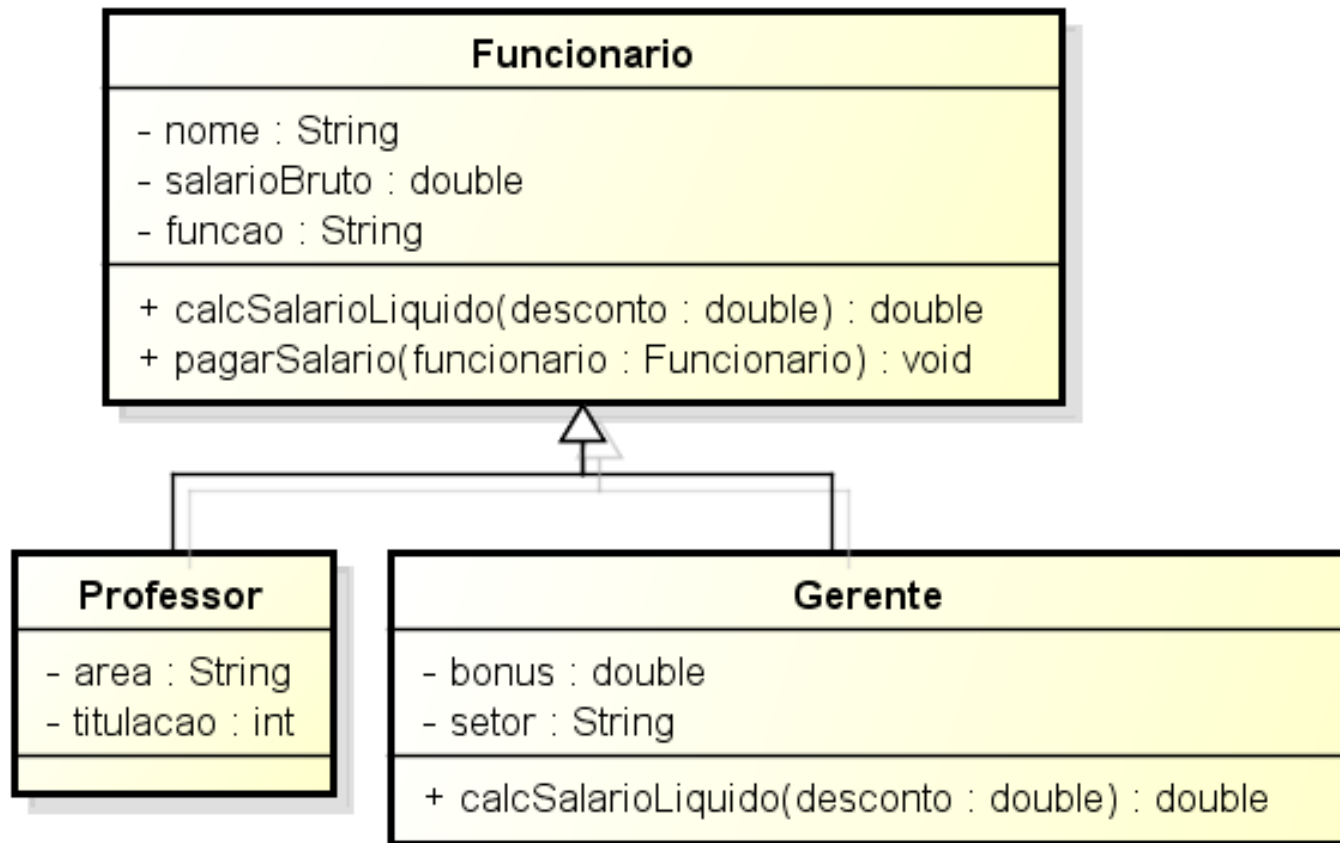 Funcionario
- nome : String
- salarioBruto : double
- funcao : String
+ calcSalarioLiquido(desconto : double) : double
+ pagarSalario(funcionario : Funcionario) : void
Professor
- area : String
- titulacao : int
Gerente
- bonus : double
- setor : String
+ calcSalarioLiquido(desconto : double) : double